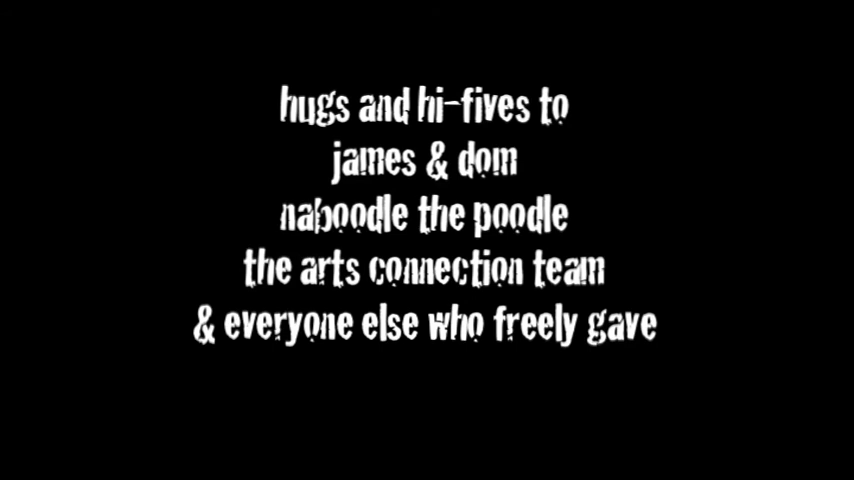 hugs and hi-fives to
james & dom
naboodle the poodle
the arts connection team
& everyone else who freely gave